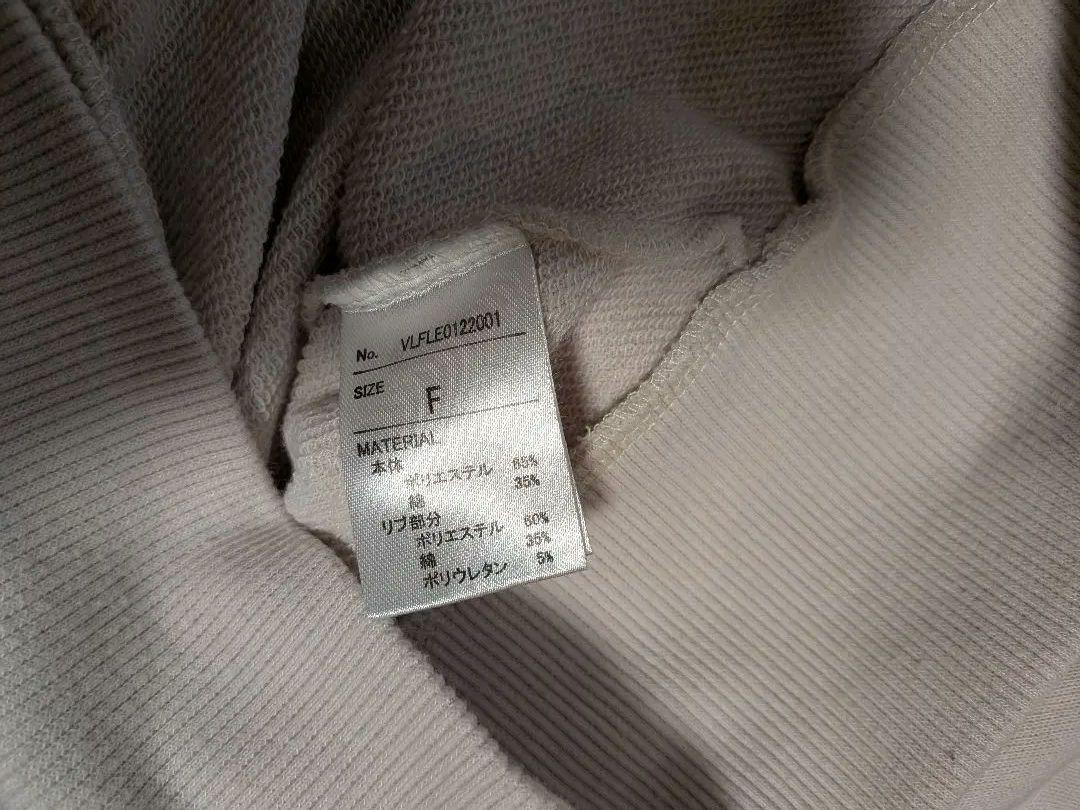 No. VLFLE0122001
SIZE F
MATERIAL
本体
ポリエステル 65%
綿 35%
リブ部分
ポリエステル 60%
綿 35%
ポリウレタン 5%